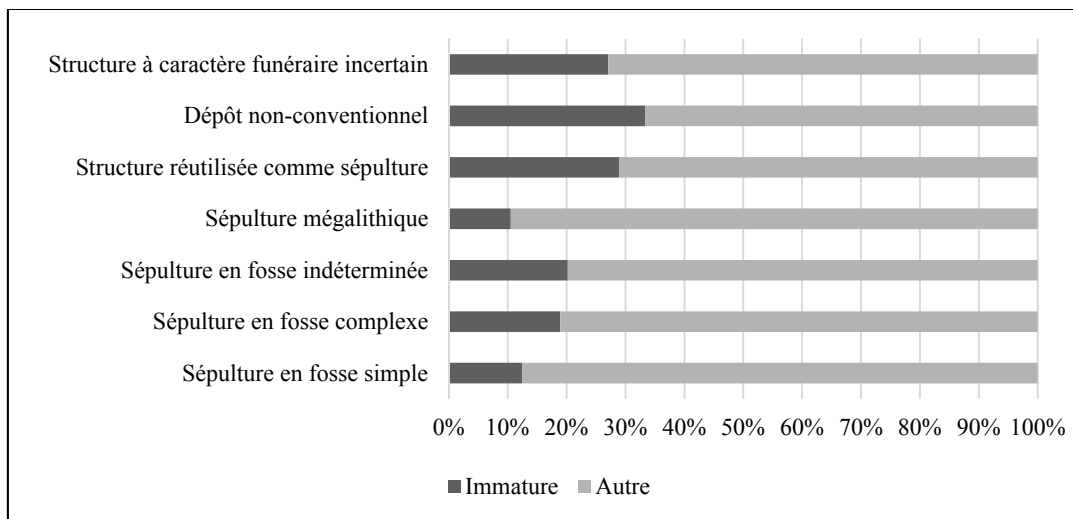 Structure à caractère funéraire incertain
Dépôt non-conventionnel
Structure réutilisée comme sépulture
Sépulture mégalithique
Sépulture en fosse indéterminée
Sépulture en fosse complexe
Sépulture en fosse simple
0% 10% 20% 30% 40% 50% 60% 70% 80% 90% 100%
Immature Autre